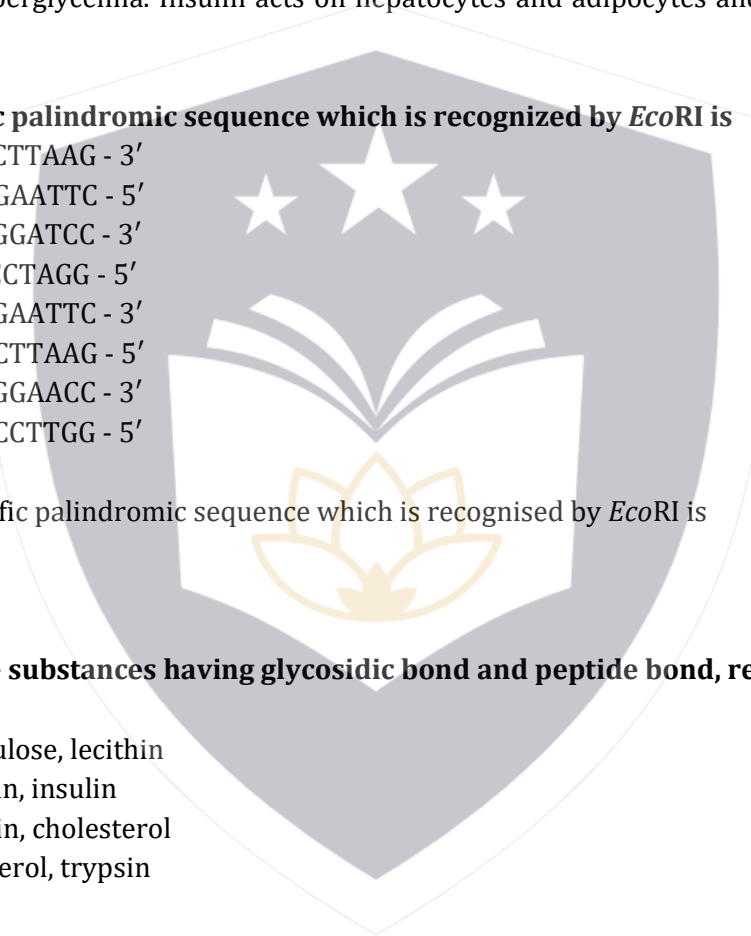 perglycemia. Insulin acts on hepatocytes and adipocytes and
c palindromic sequence which is recognized by EcoRI is
CTTAAG - 3′
GAATTC - 5′
GGATCC - 3′
CCTAGG - 5′
GAATTC - 3′
CTTAAG - 5′
GGAACC - 3′
CCTTGG - 5′
fic palindromic sequence which is recognised by EcoRI is
substances having glycosidic bond and peptide bond, re
ulose, lecithin
in, insulin
in, cholesterol
erol, trypsin